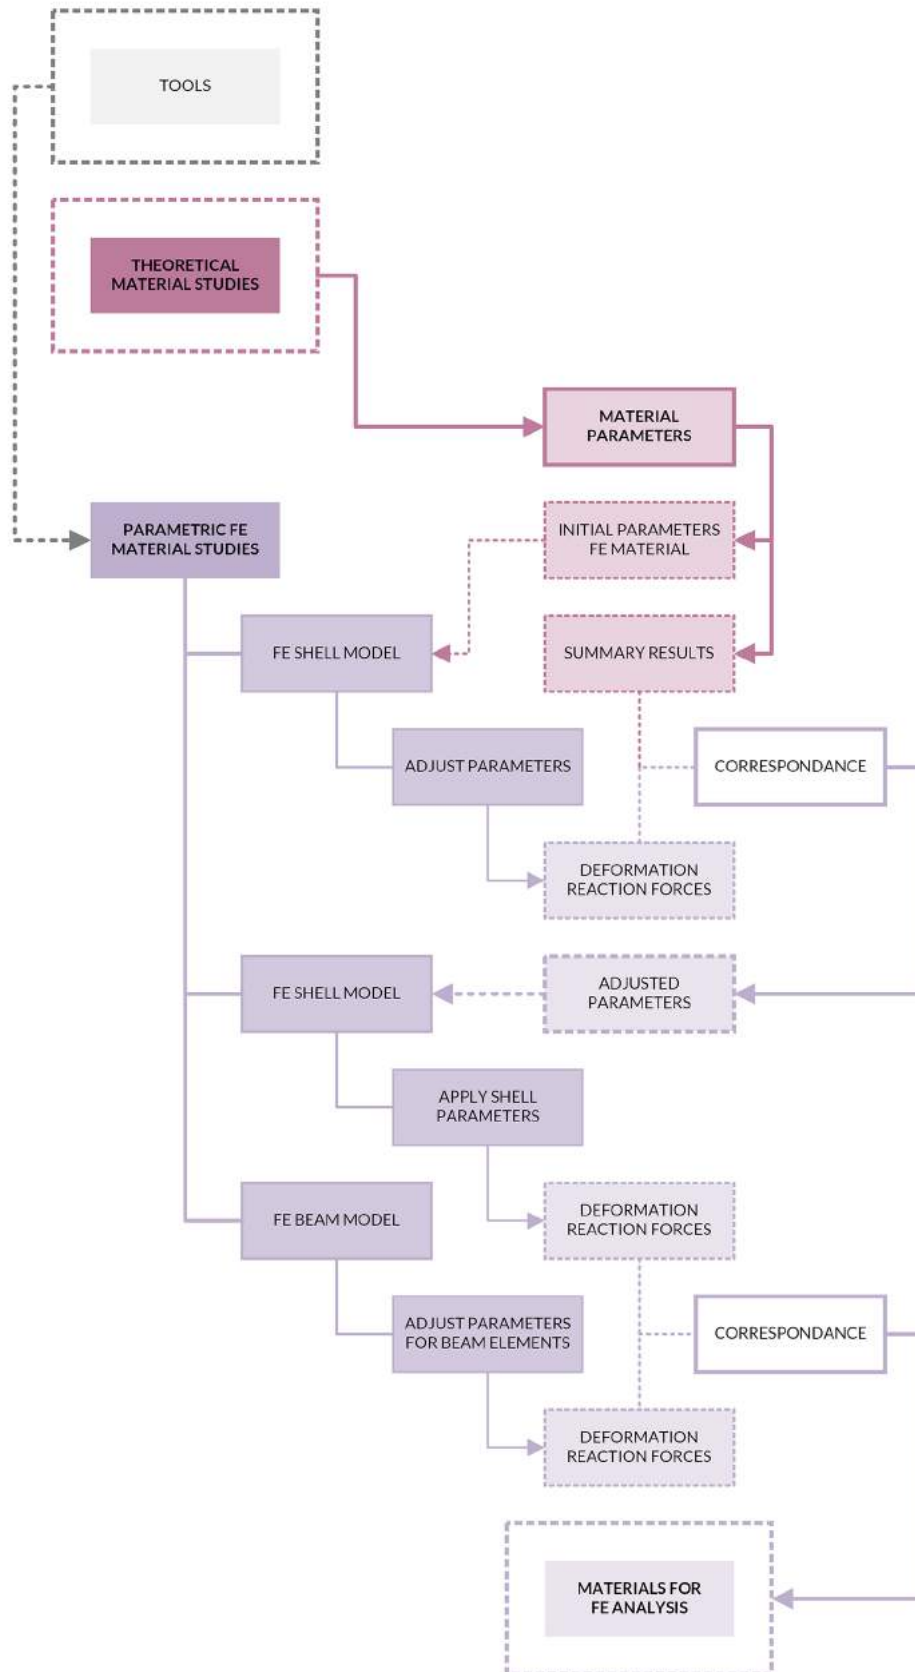 TOOLS
THEORETICAL
MATERIAL STUDIES
MATERIAL
PARAMETERS
PARAMETRIC FE
MATERIAL STUDIES
INITIAL PARAMETERS
FE MATERIAL
FE SHELL MODEL
SUMMARY RESULTS
ADJUST PARAMETERS
CORRESPONDANCE
DEFORMATION
REACTION FORCES
FE SHELL MODEL
ADJUSTED
PARAMETERS
APPLY SHELL
PARAMETERS
FE BEAM MODEL
DEFORMATION
REACTION FORCES
ADJUST PARAMETERS
FOR BEAM ELEMENTS
CORRESPONDANCE
DEFORMATION
REACTION FORCES
MATERIALS FOR
FE ANALYSIS